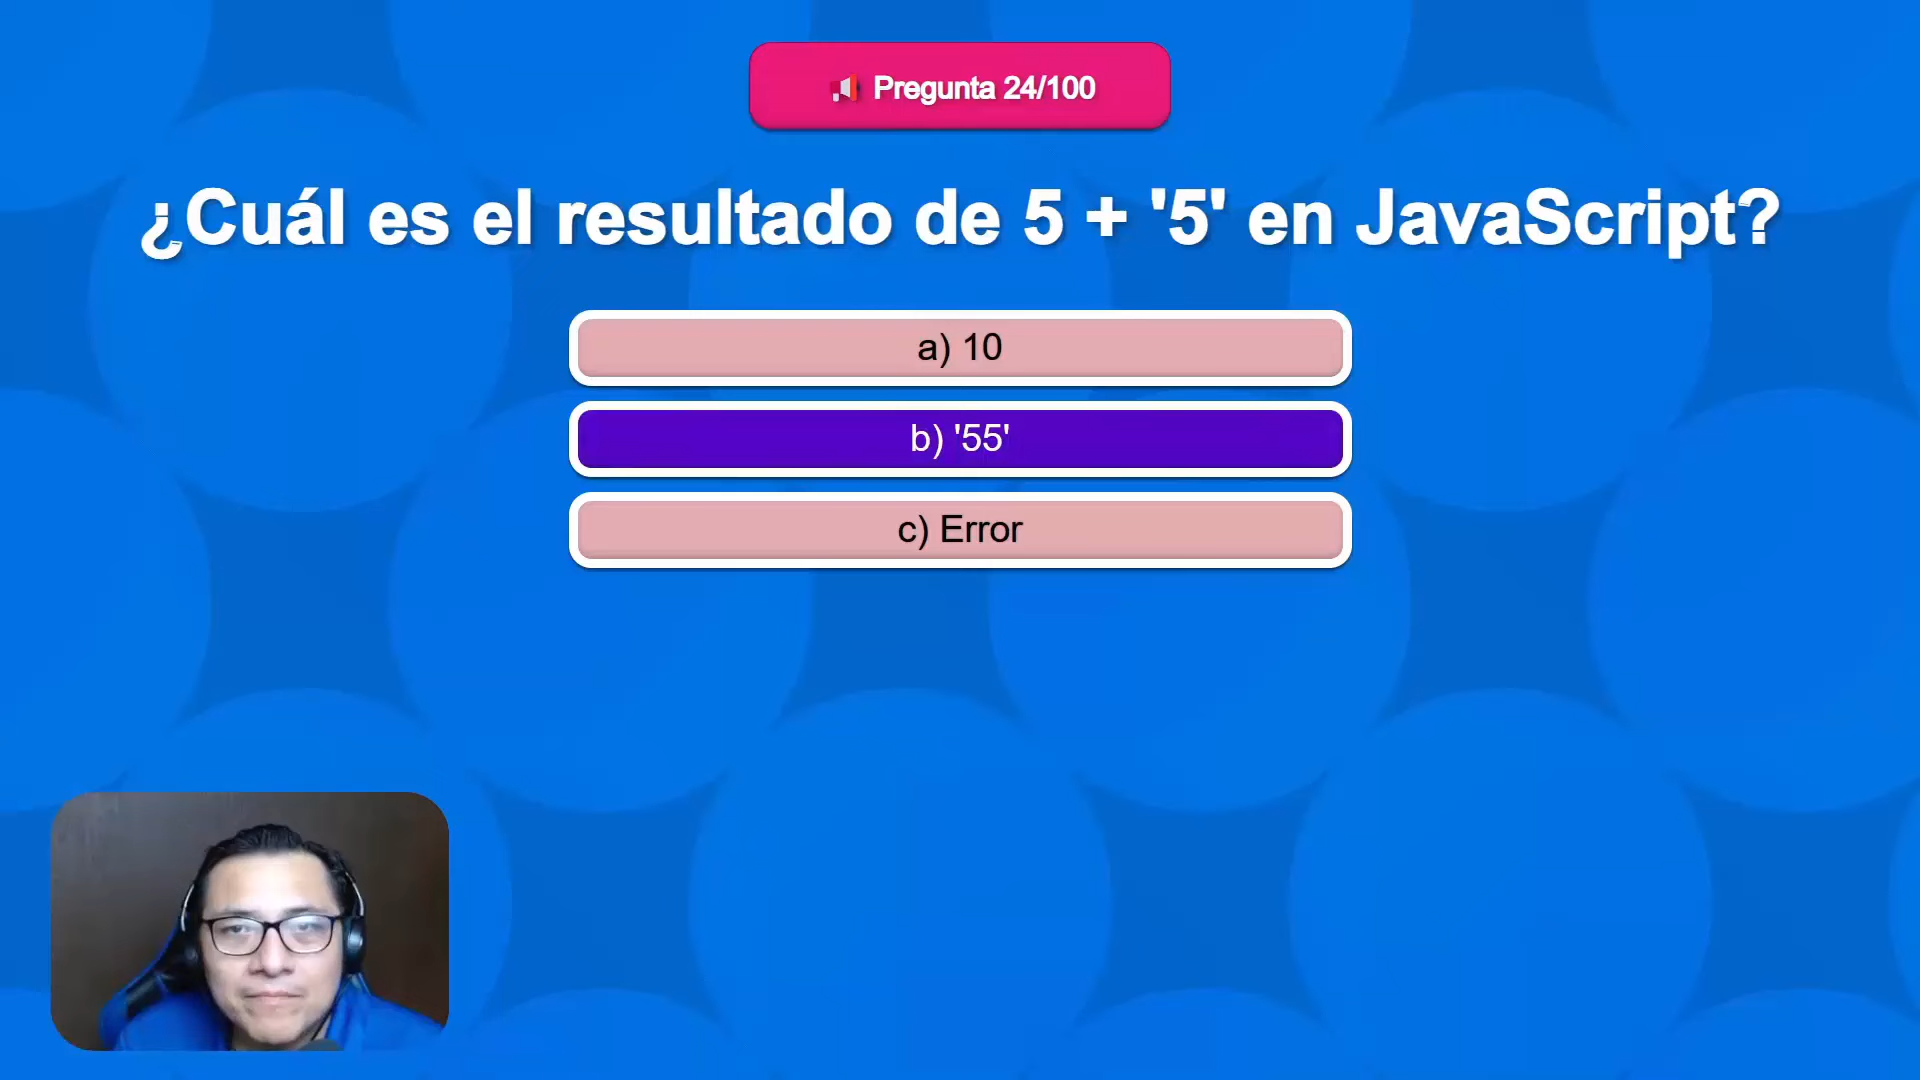 Pregunta 24/100
¿Cuál es el resultado de 5 + '5' en JavaScript?
a) 10
b) '55'
c) Error